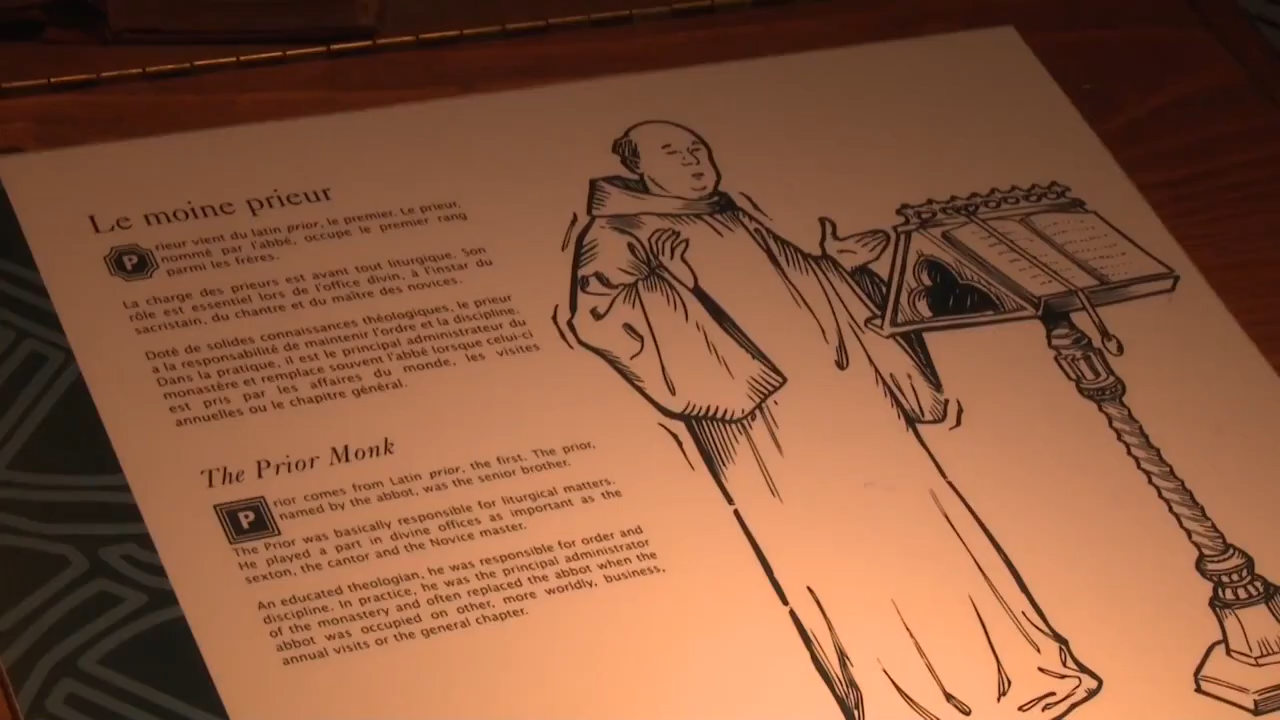 Le moine prieur
Prieur vient du latin prior, le premier. Le prieur,
nommé par l'abbé, occupe le premier rang
parmi les frères.
La charge des prieurs est avant tout liturgique. Son
rôle est essentiel lors de l'office divin, à l'instar du
sacristain, du chantre et du maître des novices.
Doté de solides connaissances théologiques, le prieur
a la responsabilité de maintenir l'ordre et la discipline.
Dans la pratique, il est le principal administrateur du
monastère et remplace souvent l'abbé lorsque celui-ci
est pris par les affaires du monde, les visites
annuelles ou le chapitre général.
The Prior Monk
Prior comes from Latin prior, the first. The prior,
named by the abbot, was the senior brother.
The Prior was basically responsible for liturgical matters.
He played a part in divine offices as important as the
sexton, the cantor and the Novice master.
An educated theologian, he was responsible for order and
discipline. In practice, he was the principal administrator
of the monastery and often replaced the abbot when the
abbot was occupied on other, more worldly, business,
annual visits or the general chapter.